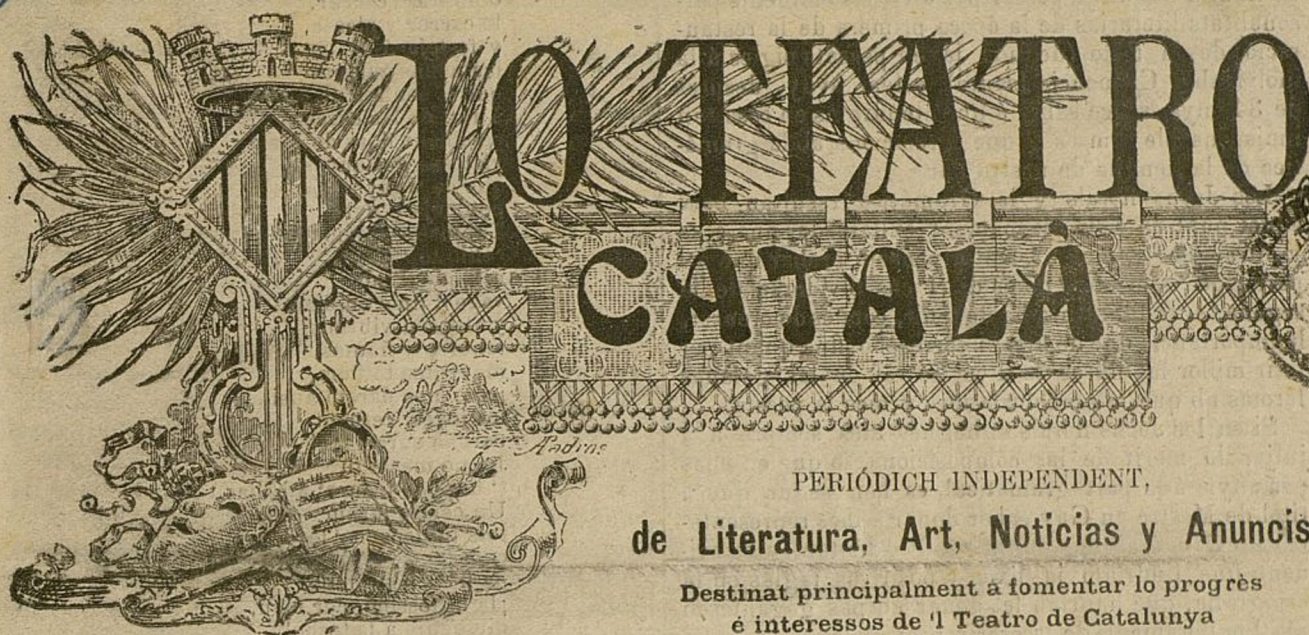 LO TEATRO
CATALÀ
PERIÓDICH INDEPENDENT,
de Literatura, Art, Noticias y Anuncis
Destinat principalment á fomentar lo progrès
é interessos de 'l Teatro de Catalunya